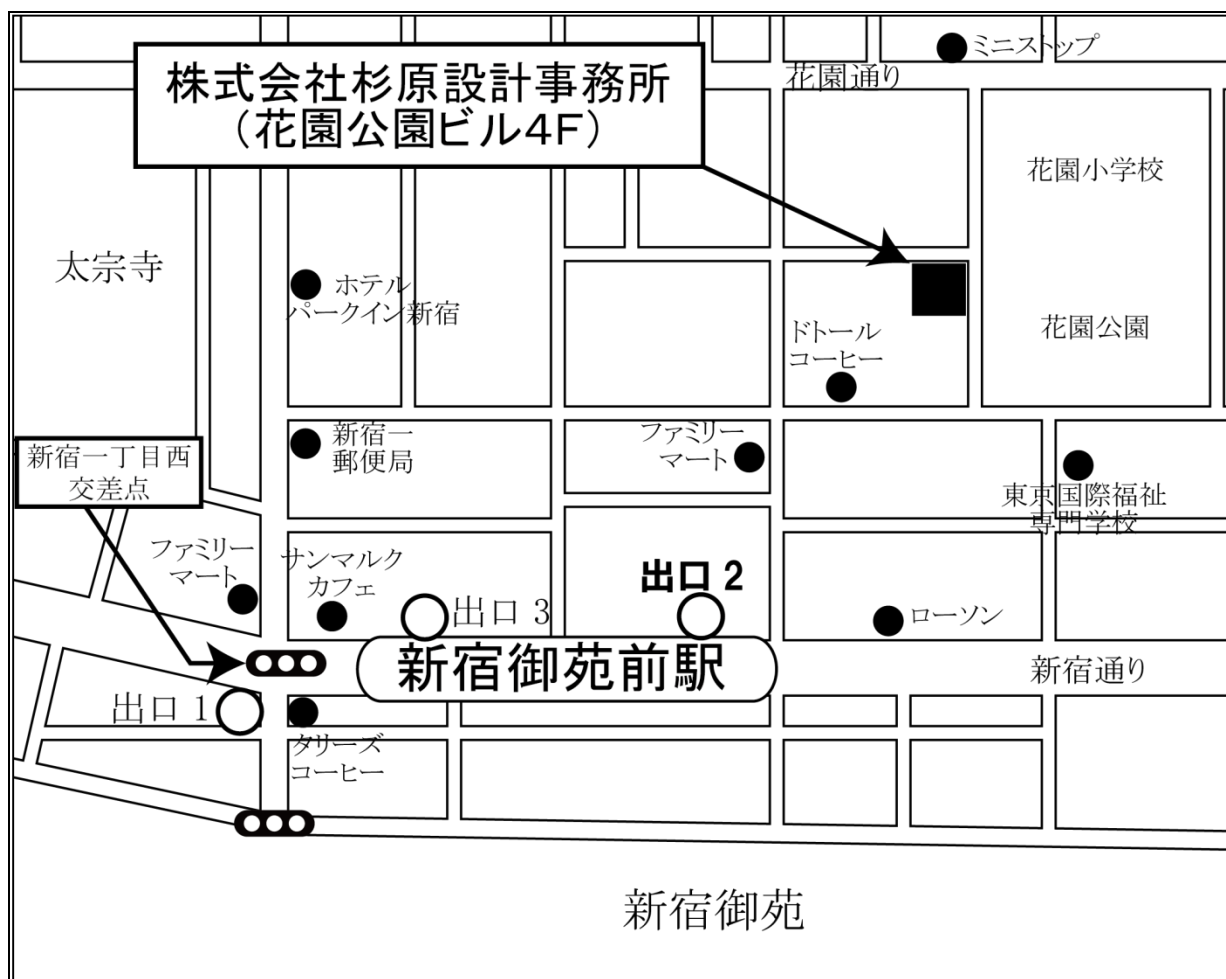 ミニストップ
花園通り
株式会社杉原設計事務所
（花園公園ビル4F）
花園小学校
太宗寺
ホテル
パークイン新宿
花園公園
ドトール
コーヒー
新宿一丁目西
交差点
新宿一
郵便局
ファミリー
マート
東京国際福祉
専門学校
ファミリー
マート
サンマルク
カフェ
出口 3
出口 2
ローソン
新宿御苑前駅
新宿通り
出口 1
タリーズ
コーヒー
新宿御苑